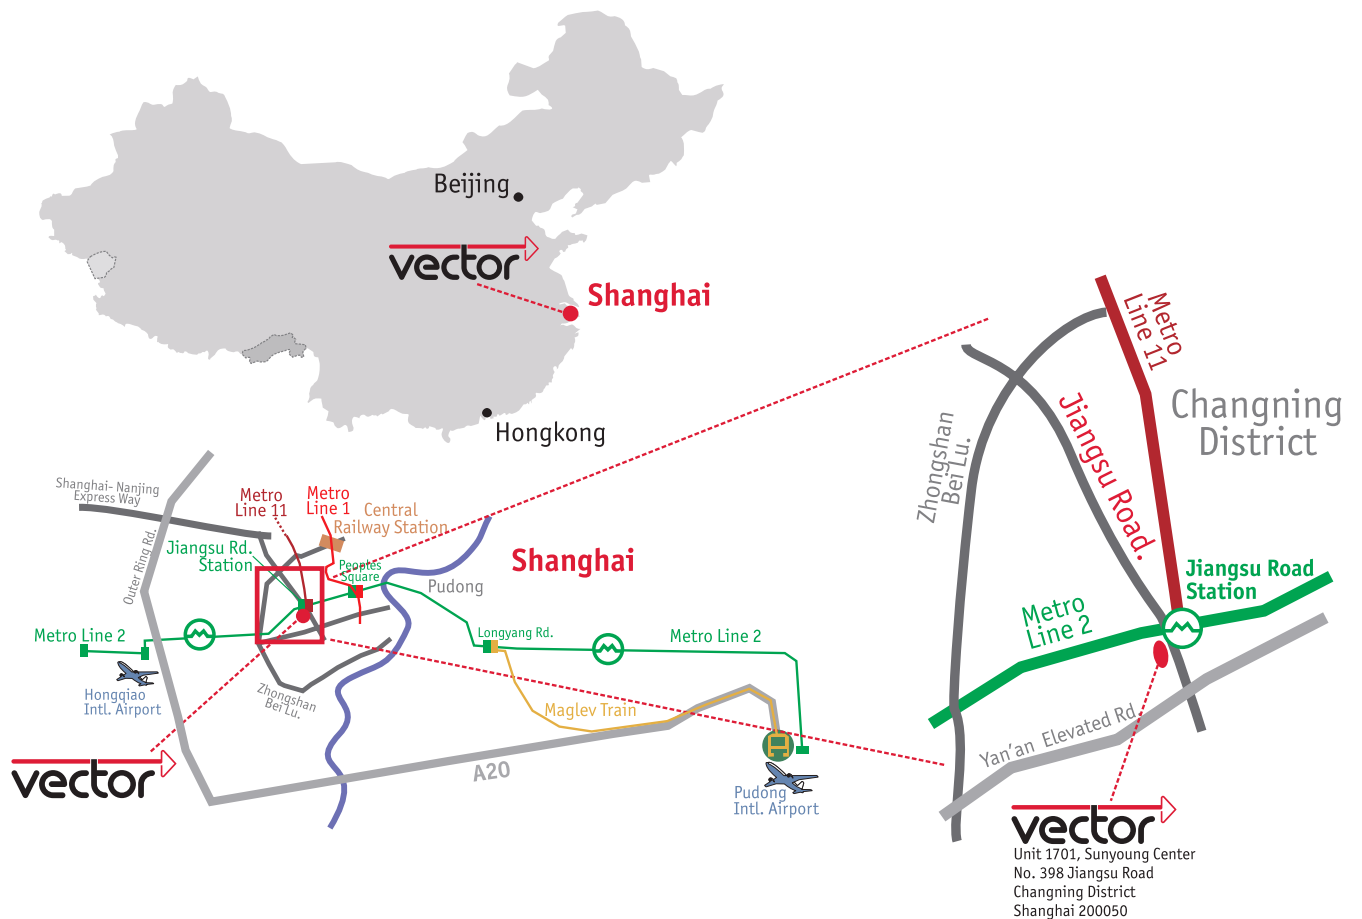 Beijing
vector
Shanghai
Hongkong
Shanghai- Nanjing
Express Way
Outer Ring Rd.
Metro
Line 11
Metro
Line 1
Central
Railway Station
Jiangsu Rd.
Station
Peoples
Square
Pudong
Shanghai
Metro Line 2
Hongqiao
Intl. Airport
Zhongshan
Bei Lu.
Longyang Rd.
Metro Line 2
Maglev Train
A20
Pudong
Intl. Airport
vector
Metro
Line 11
Changning
District
Zhongshan
Bei Lu.
Jiangsu Road.
Jiangsu Road
Station
Metro
Line 2
Yan'an Elevated Rd
vector
Unit 1701, Sunyoung Center
No. 398 Jiangsu Road
Changning District
Shanghai 200050